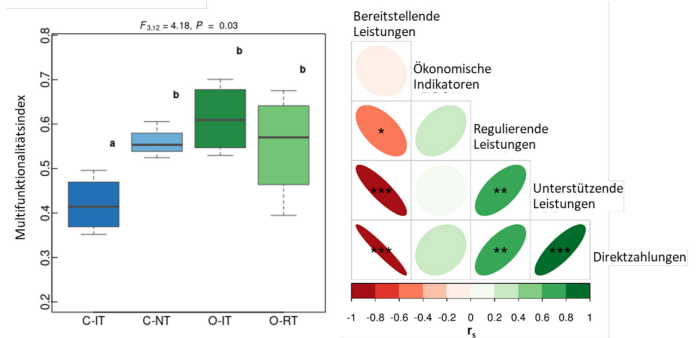 F3,12 = 4.18, P = 0.03
Multifunktionalitätsindex
0.8
0.7
0.6
0.5
0.4
0.3
0.2
a
b
b
b
C-IT C-NT O-IT O-RT
Bereitstellende
Leistungen
Ökonomische
Indikatoren
*
Regulierende
Leistungen
*** **
Unterstützende
Leistungen
*** ** ***
Direktzahlungen
-1 -0.8 -0.6 -0.4 -0.2 0 0.2 0.4 0.6 0.8 1
rs